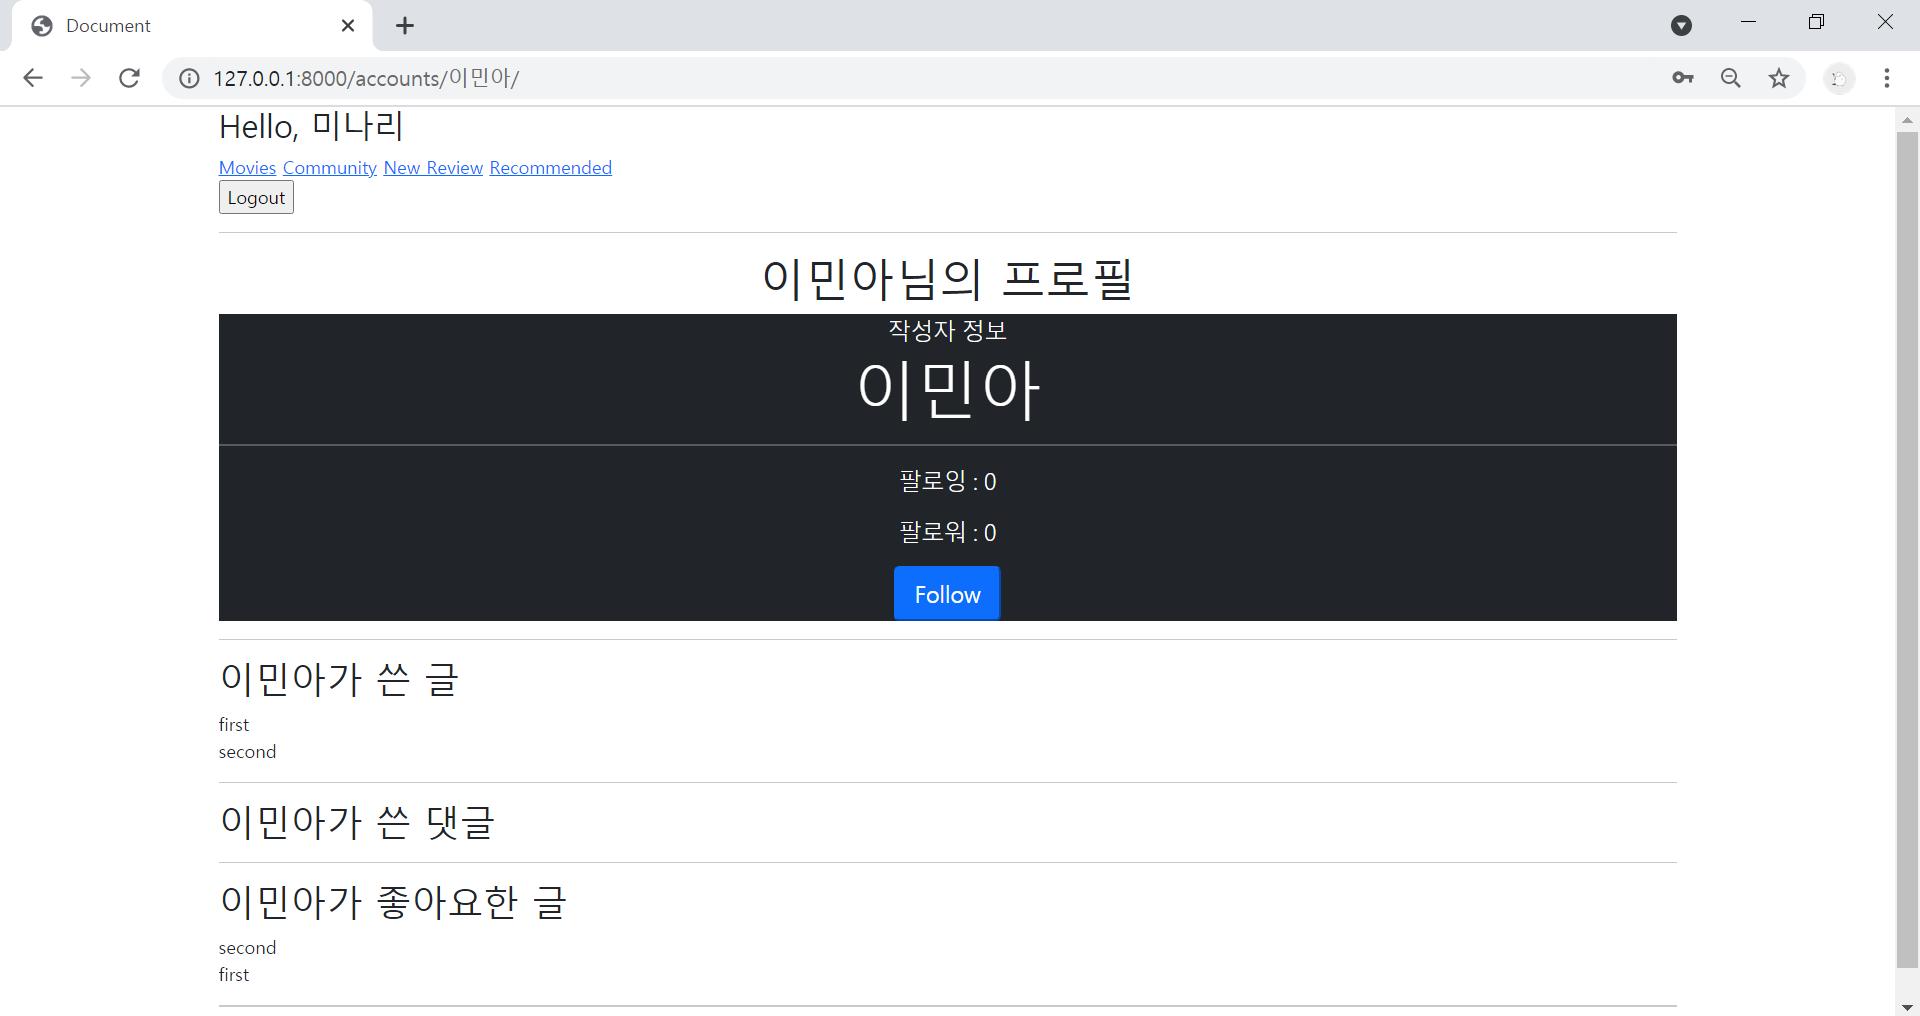 Document
127.0.0.1:8000/accounts/이민아/
Hello, 미나리
Movies Community New Review Recommended
Logout
이민아님의 프로필
작성자 정보
이민아
팔로잉 : 0
팔로워 : 0
Follow
이민아가 쓴 글
first
second
이민아가 쓴 댓글
이민아가 좋아요한 글
second
first